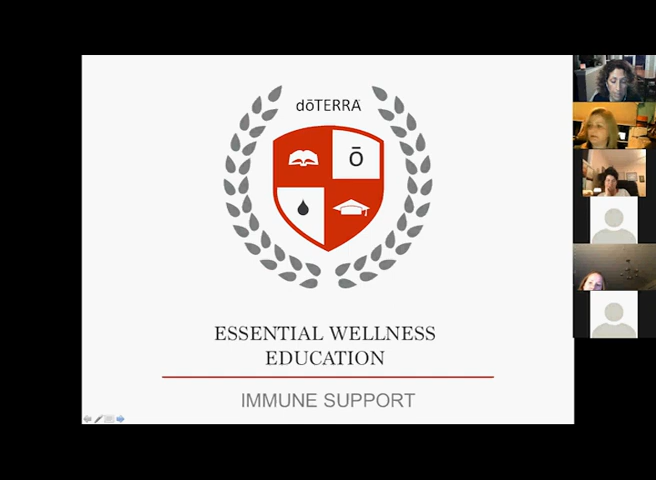 dōTERRA
ō
ESSENTIAL WELLNESS
EDUCATION
IMMUNE SUPPORT